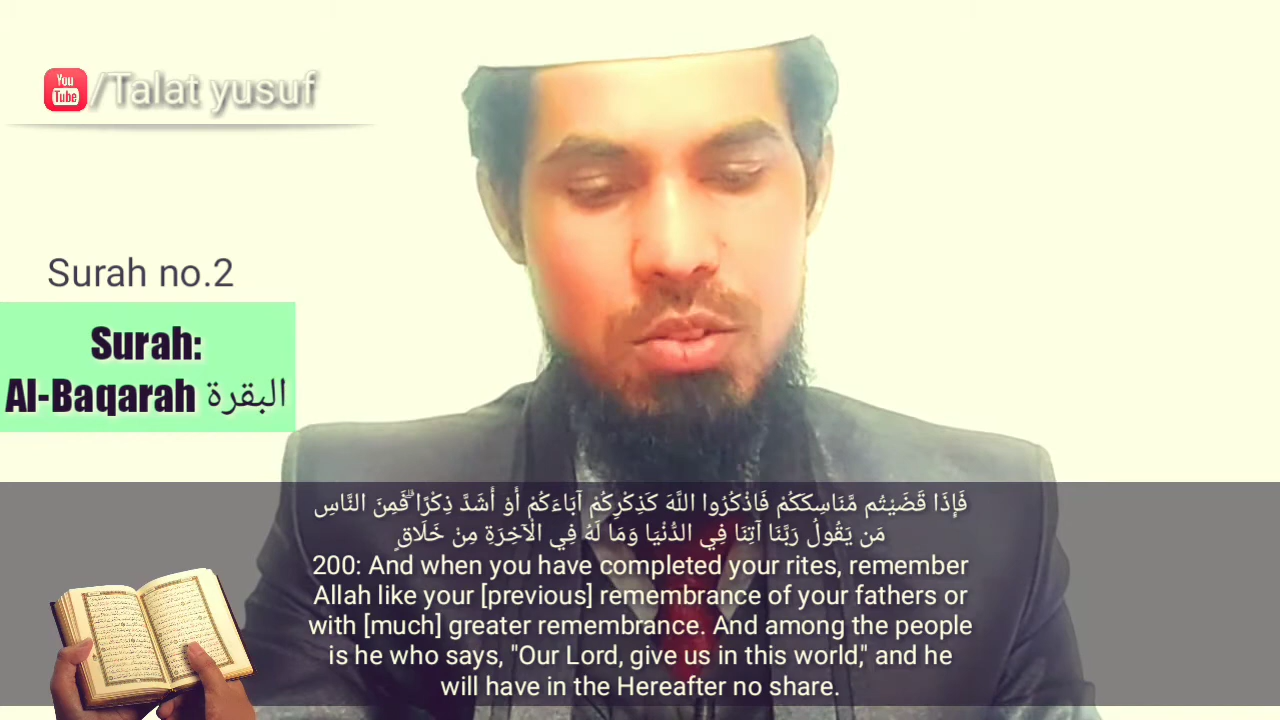 You
Tube
/Talat yusuf
Surah no.2
Surah:
Al-Baqarah البقرة
فَإِذَا قَضَيْتُم مَّنَاسِكَكُمْ فَاذْكُرُوا اللَّهَ كَذِكْرِكُمْ آبَاءَكُمْ أَوْ أَشَدَّ ذِكْرًا ۗ فَمِنَ النَّاسِ
مَن يَقُولُ رَبَّنَا آتِنَا فِي الدُّنْيَا وَمَا لَهُ فِي الْآخِرَةِ مِنْ خَلَاقٍ
200: And when you have completed your rites, remember
Allah like your [previous] remembrance of your fathers or
with [much] greater remembrance. And among the people
is he who says, "Our Lord, give us in this world," and he
will have in the Hereafter no share.